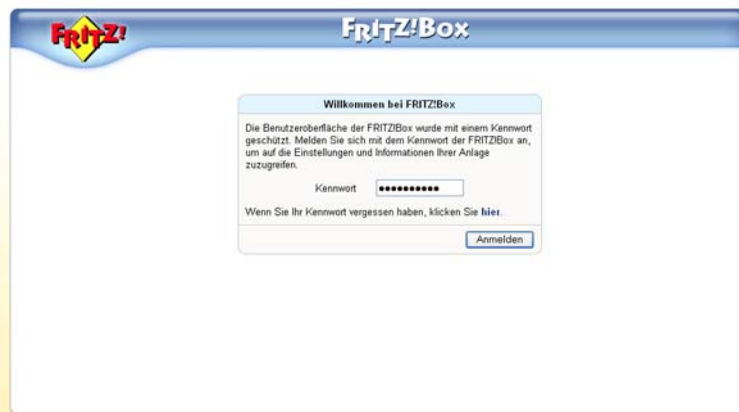 FRITZ!
FRITZ!BOX
Willkommen bei FRITZ!Box
Die Benutzeroberfläche der FRITZ!Box wurde mit einem Kennwort
geschützt. Melden Sie sich mit dem Kennwort der FRITZ!Box an,
um auf die Einstellungen und Informationen Ihrer Anlage
zuzugreifen.
Kennwort ●●●●●●●●●●
Wenn Sie Ihr Kennwort vergessen haben, klicken Sie hier.
Anmelden